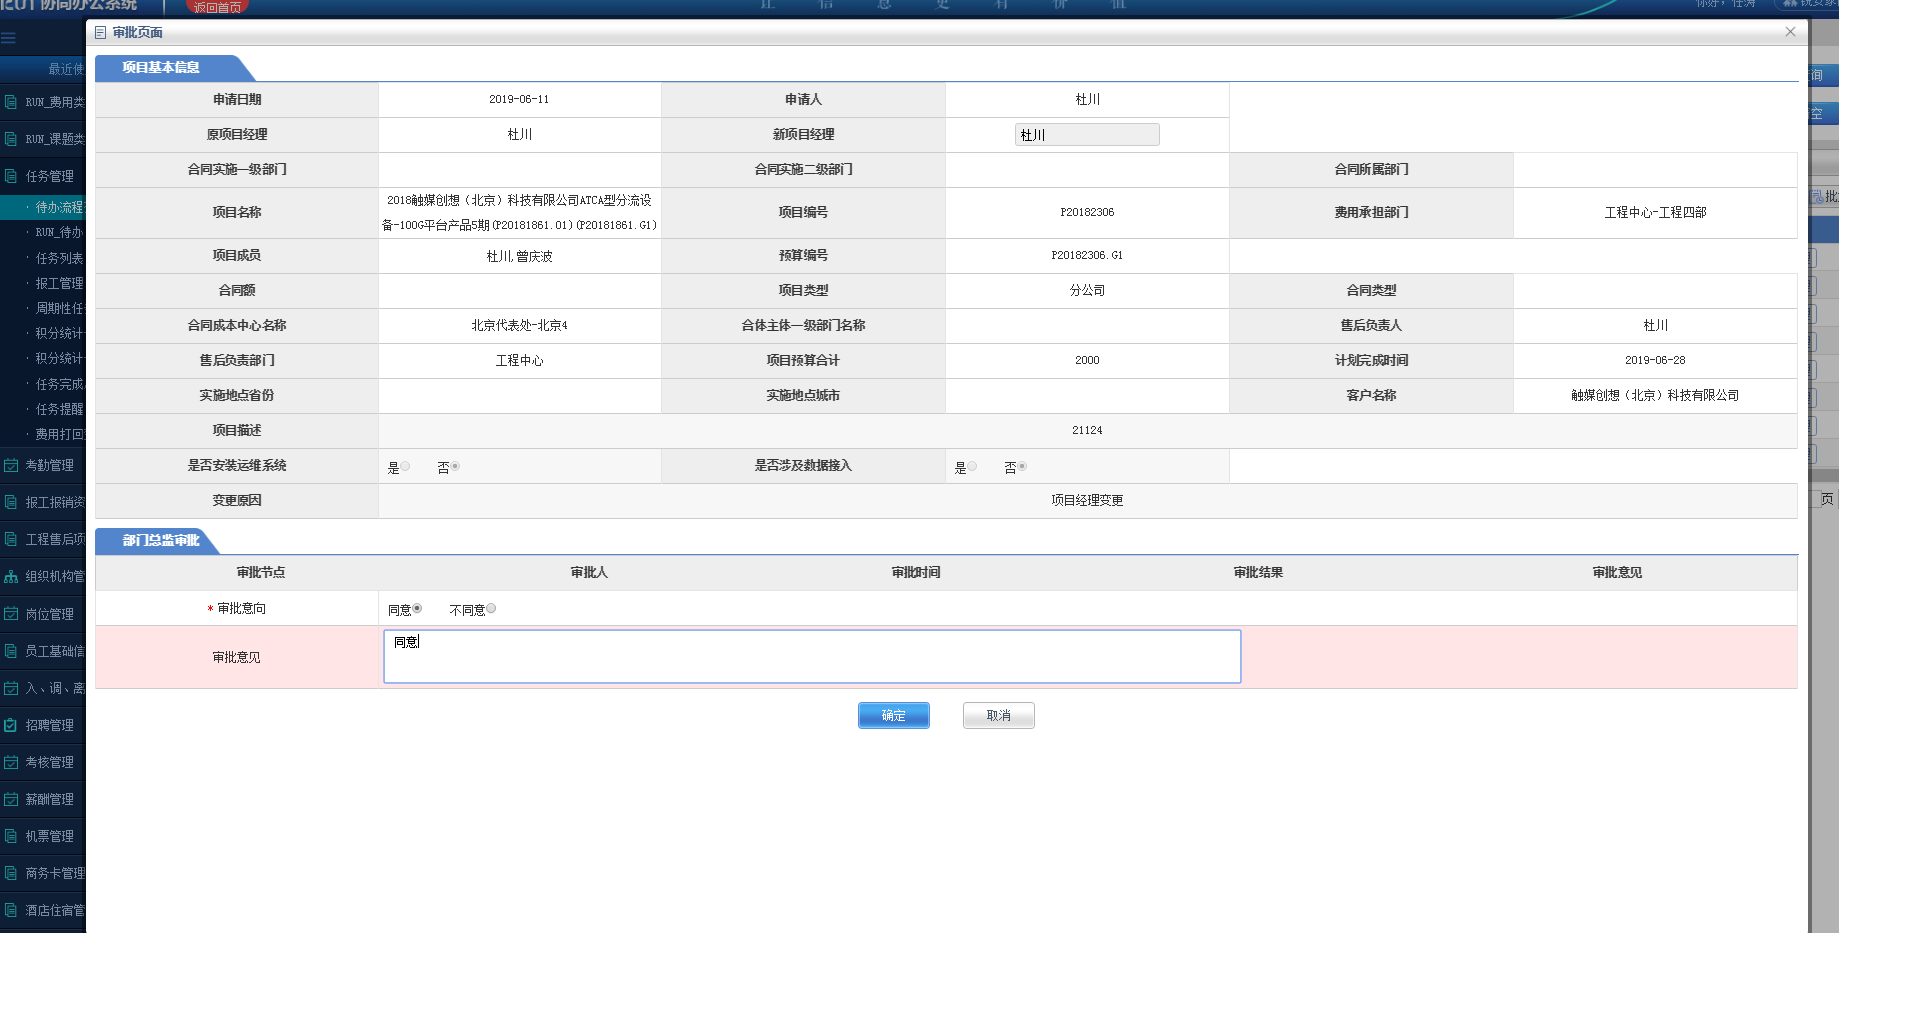 协同办公系统
返回首页
让 信 息 更 有 价 值
审批页面
最近使
RUN_费用类
RUN_课题类
任务管理
· 待办流程
· RUN_待办
· 任务列表
· 报工管理
· 周期性任
· 积分统计
· 积分统计
· 任务完成
· 任务提醒
· 费用打回
考勤管理
报工报销资
工程售后项
组织机构管
岗位管理
员工基础信
入、调、离
招聘管理
考核管理
薪酬管理
机票管理
商务卡管理
酒店住宿管
项目基本信息
申请日期 2019-06-11 申请人 杜川
原项目经理 杜川 新项目经理 杜川
合同实施一级部门 合同实施二级部门 合同所属部门
项目名称 2018触媒创想（北京）科技有限公司ATCA型分流设
备-100G平台产品5期(P20181861.01)(P20181861.G1) 项目编号 P20182306 费用承担部门 工程中心-工程四部
项目成员 杜川,曾庆波 预算编号 P20182306.G1
合同额 项目类型 分公司 合同类型
合同成本中心名称 北京代表处-北京4 合体主体一级部门名称 售后负责人 杜川
售后负责部门 工程中心 项目预算合计 2000 计划完成时间 2019-06-28
实施地点省份 实施地点城市 客户名称 触媒创想（北京）科技有限公司
项目描述 21124
是否安装运维系统 是 否 是否涉及数据接入 是 否
变更原因 项目经理变更
部门总监审批
审批节点 审批人 审批时间 审批结果 审批意见
* 审批意向 同意 不同意
审批意见 同意
确定 取消
询
空
批
页